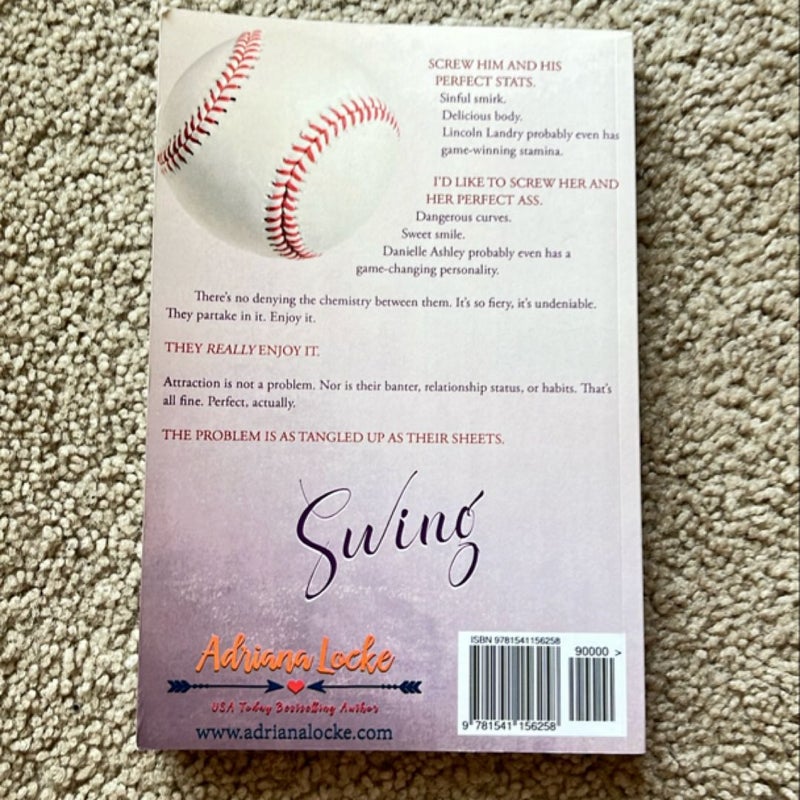 SCREW HIM AND HIS
PERFECT STATS.
Sinful smirk.
Delicious body.
Lincoln Landry probably even has
game-winning stamina.
I'D LIKE TO SCREW HER AND
HER PERFECT ASS.
Dangerous curves.
Sweet smile.
Danielle Ashley probably even has a
game-changing personality.
There's no denying the chemistry between them. It's so fiery, it's undeniable.
They partake in it. Enjoy it.
THEY REALLY ENJOY IT.
Attraction is not a problem. Nor is their banter, relationship status, or habits. That's
all fine. Perfect, actually.
THE PROBLEM IS AS TANGLED UP AS THEIR SHEETS.
Swing
Adriana Locke
USA Today Bestselling Author
www.adrianalocke.com
ISBN 9781541156258
90000 >
9 781541 156258